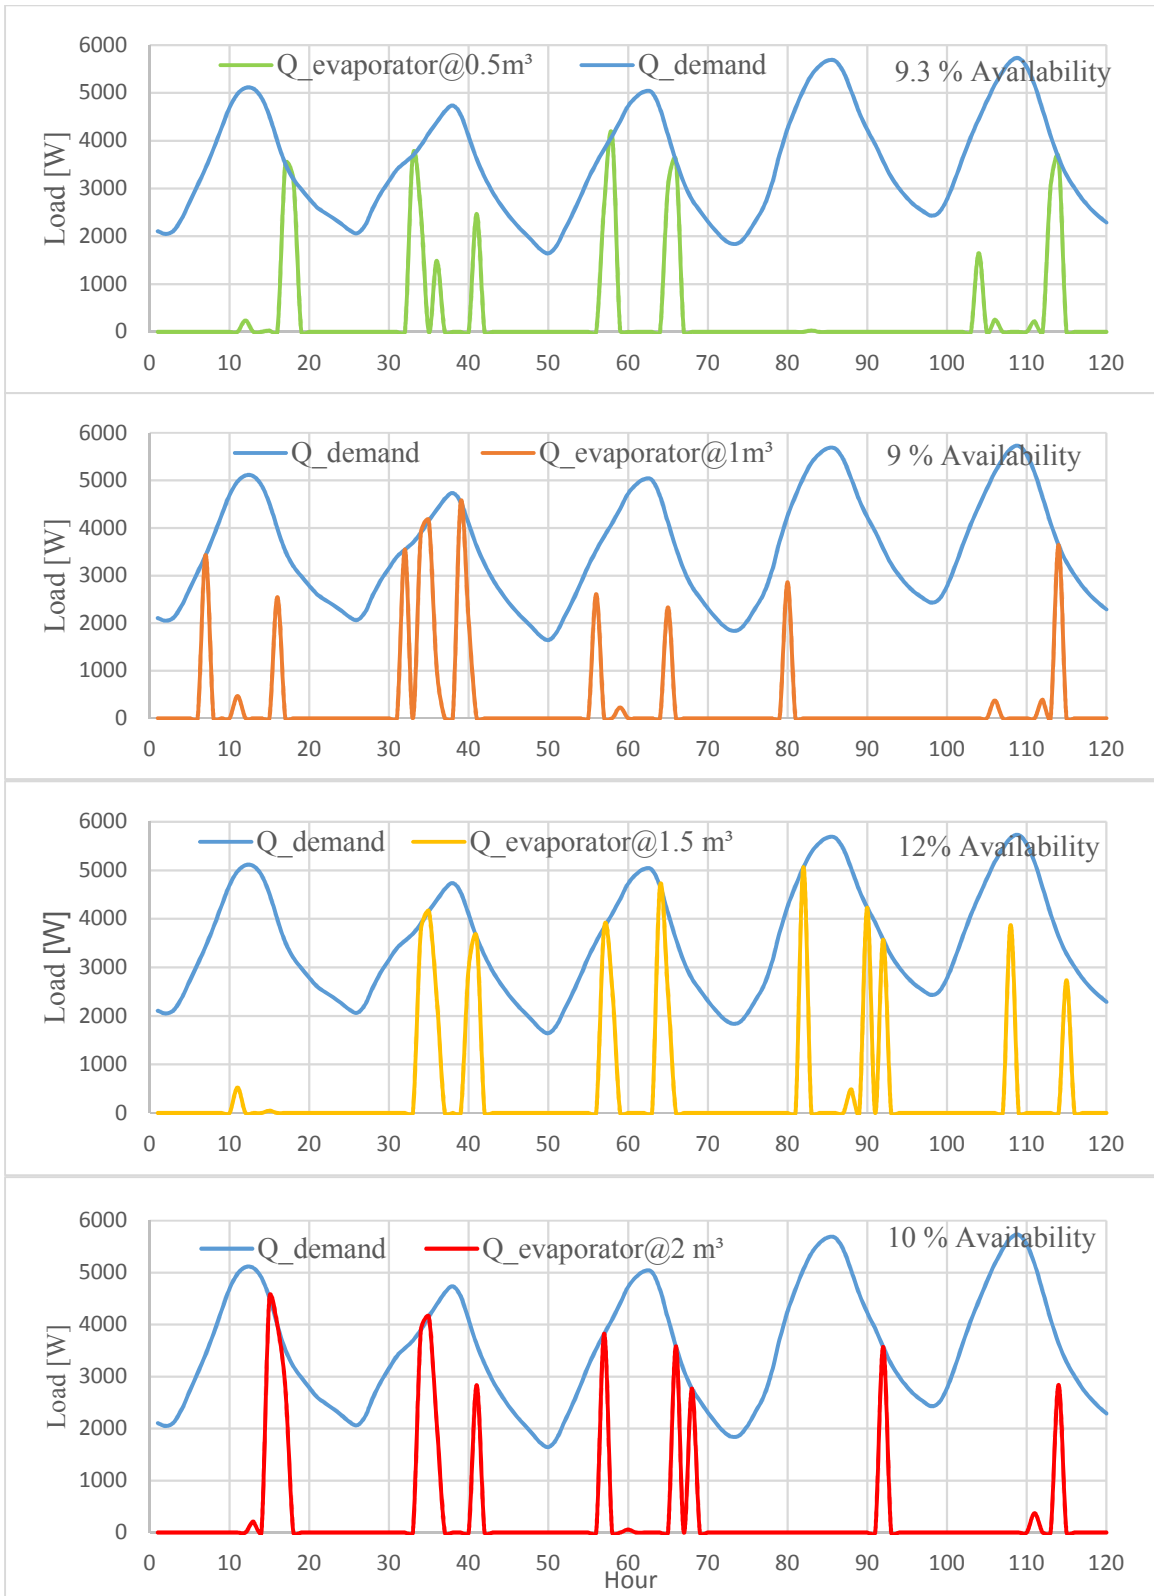 Q_evaporator@0.5m³ Q_demand 9.3 % Availability
6000
5000
4000
3000
2000
1000
0
Load [W]
0 10 20 30 40 50 60 70 80 90 100 110 120
Q_demand Q_evaporator@1m³ 9 % Availability
6000
5000
4000
3000
2000
1000
0
Load [W]
0 10 20 30 40 50 60 70 80 90 100 110 120
Q_demand Q_evaporator@1.5 m³ 12% Availability
6000
5000
4000
3000
2000
1000
0
Load [W]
0 10 20 30 40 50 60 70 80 90 100 110 120
Q_demand Q_evaporator@2 m³ 10 % Availability
6000
5000
4000
3000
2000
1000
0
Load [W]
0 10 20 30 40 50 60 70 80 90 100 110 120
Hour